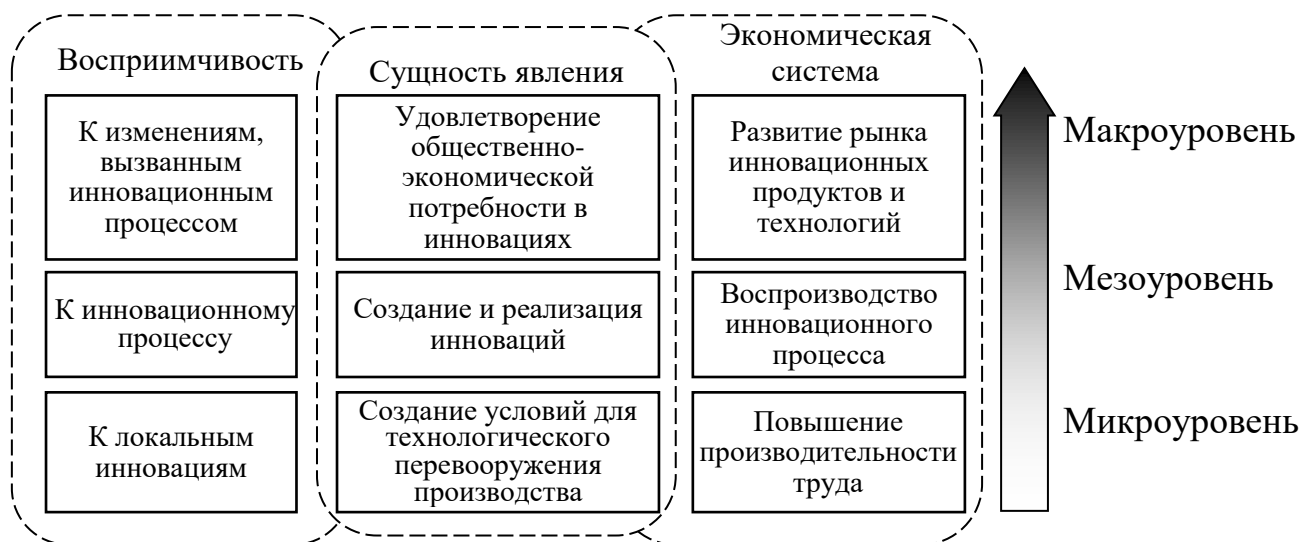 Восприимчивость
К изменениям,
вызванным
инновационным
процессом
К инновационному
процессу
К локальным
инновациям
Сущность явления
Удовлетворение
общественно-
экономической
потребности в
инновациях
Создание и реализация
инноваций
Создание условий для
технологического
перевооружения
производства
Экономическая
система
Развитие рынка
инновационных
продуктов и
технологий
Воспроизводство
инновационного
процесса
Повышение
производительности
труда
Макроуровень
Мезоуровень
Микроуровень